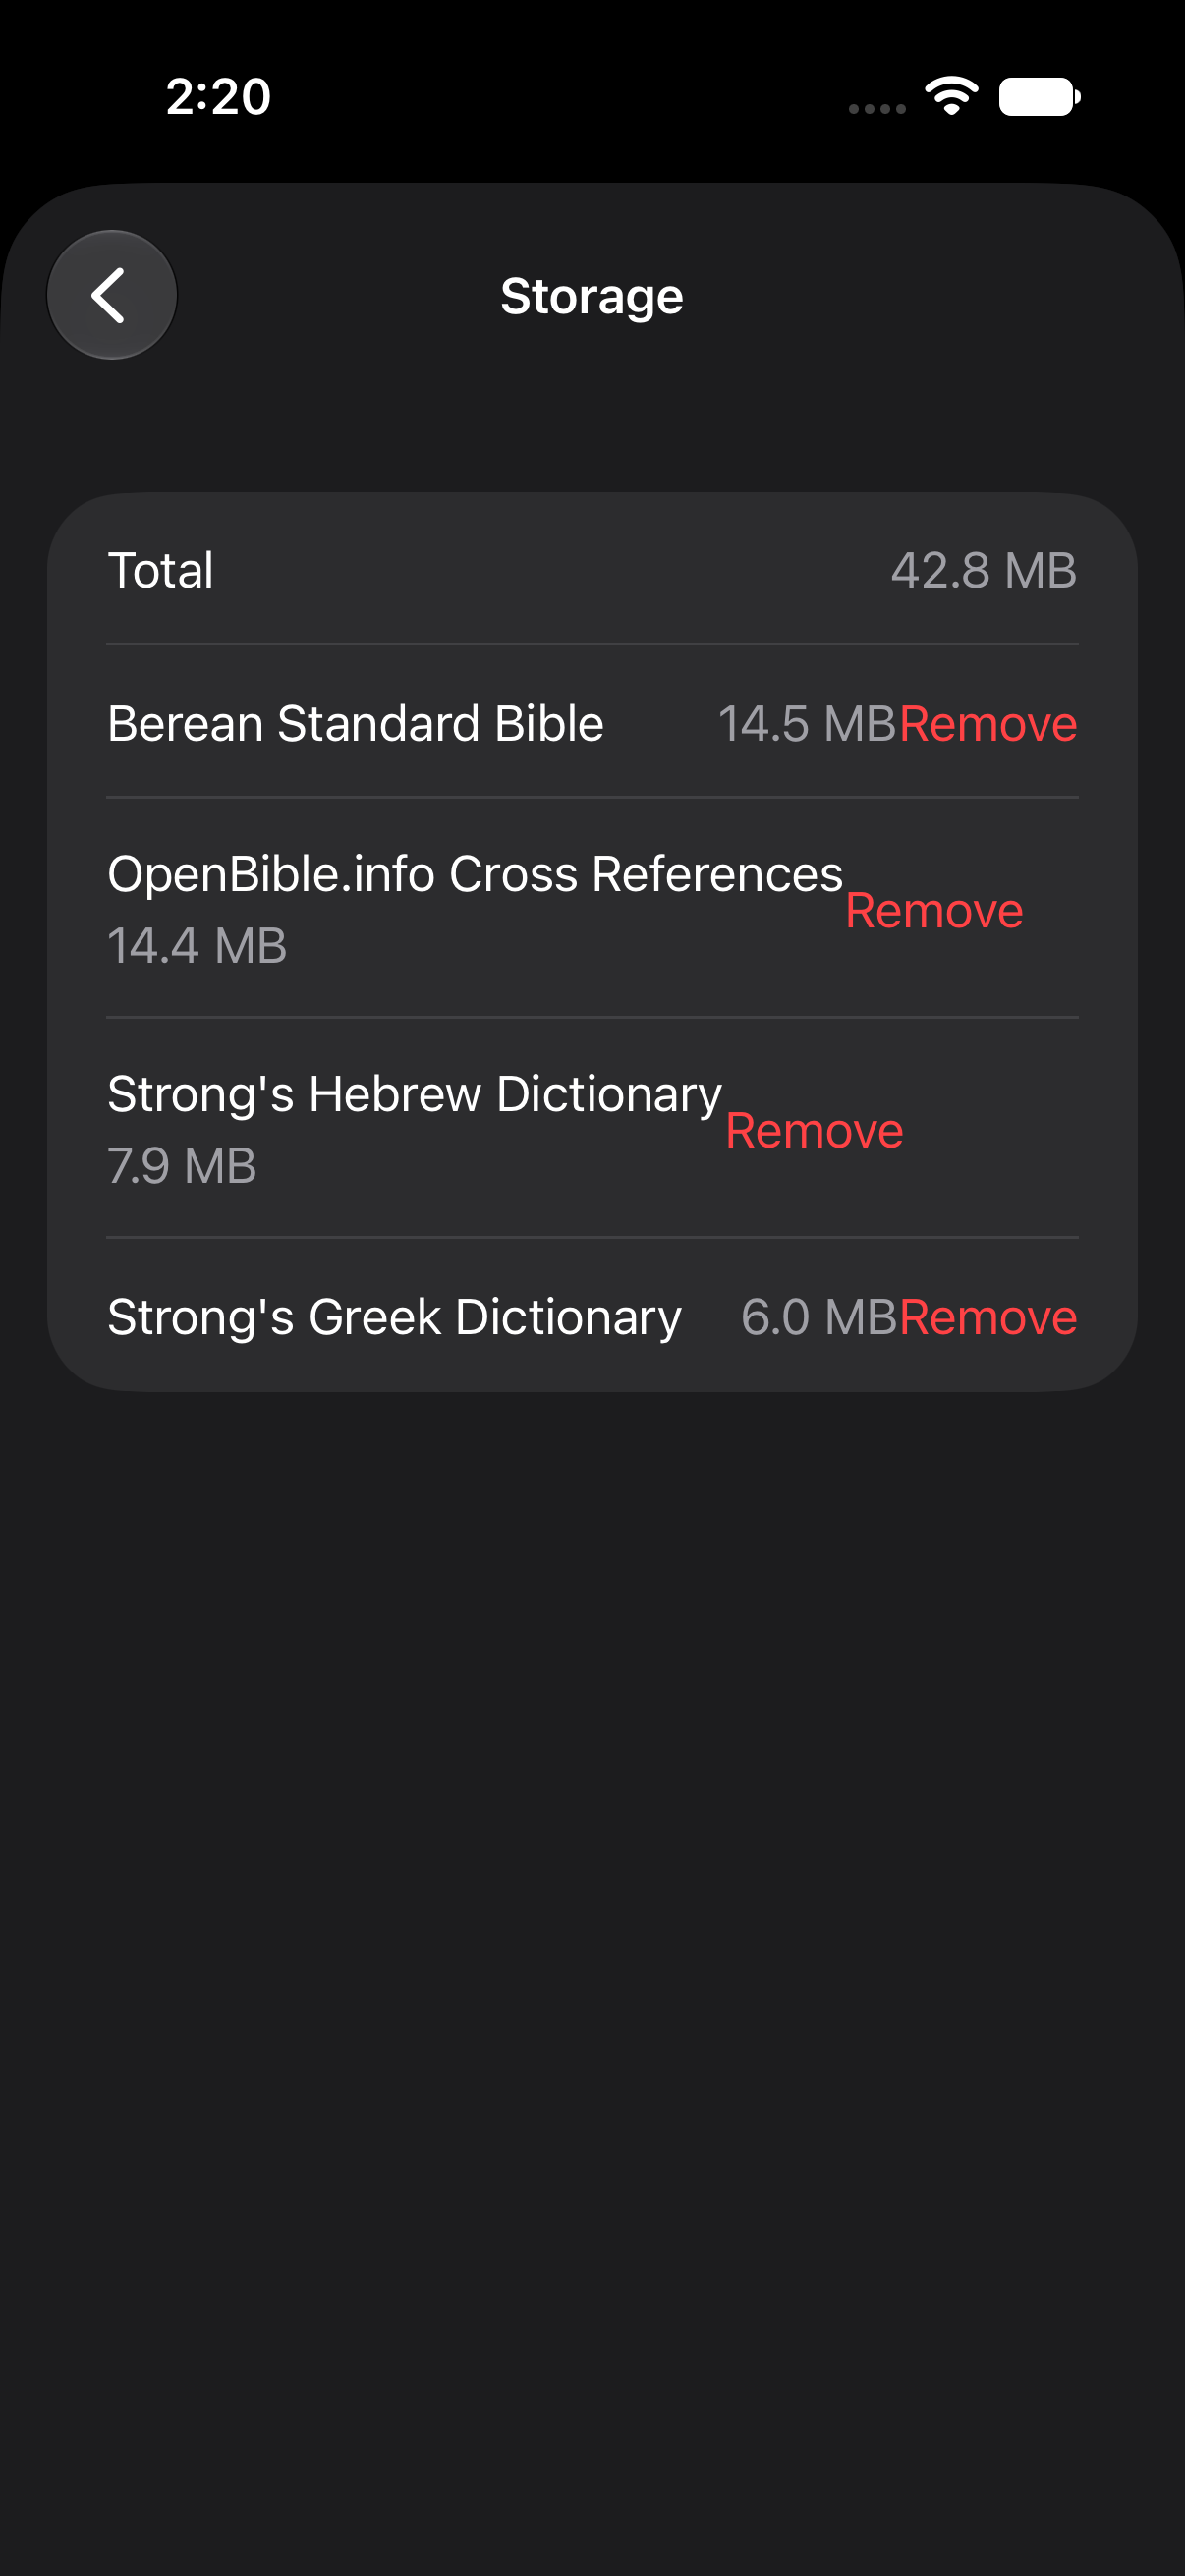 2:20
Storage
Total 42.8 MB
Berean Standard Bible 14.5 MB Remove
OpenBible.info Cross References
Remove
14.4 MB
Strong's Hebrew Dictionary
Remove
7.9 MB
Strong's Greek Dictionary 6.0 MB Remove